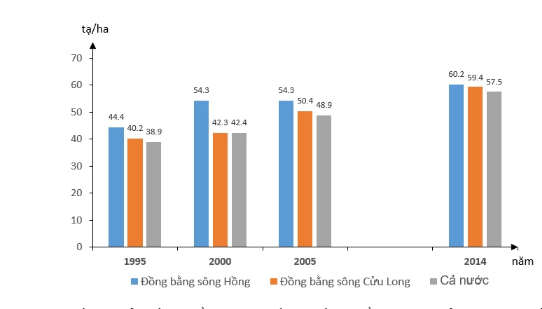 tạ/ha
70
60
50
40
30
20
10
0
44.4 40.2 38.9
54.3 42.3 42.4
54.3 50.4 48.9
60.2 59.4 57.5
1995 2000 2005 2014 năm
Đồng bằng sông Hồng Đồng bằng sông Cửu Long Cả nước